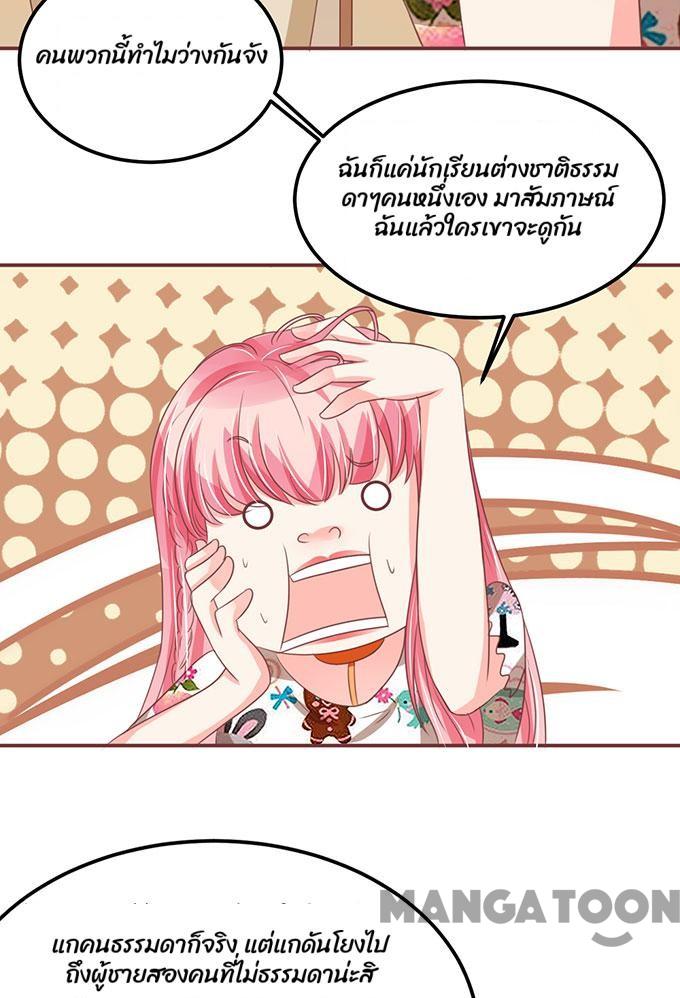 คนพวกนี้ทำไมว่างกันจัง
ฉันก็แค่นักเรียนต่างชาติธรรม
ดาๆคนหนึ่งเอง มาสัมภาษณ์
ฉันแล้วใครเขาจะดูกัน
MANGATOON
แกคนธรรมดาก็จริง แต่แกดันโยงไป
ถึงผู้ชายสองคนที่ไม่ธรรมดาน่ะสิ